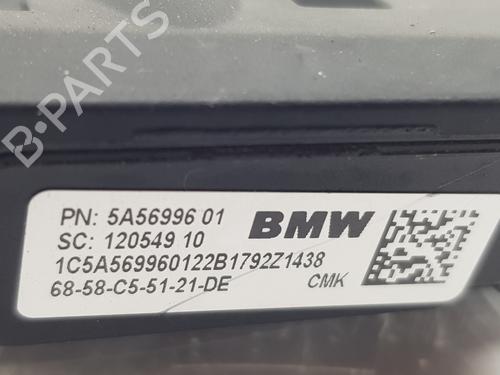 B-PARTS
PN: 5A56996 01 BMW
SC: 120549 10
1C5A569960122B1792Z1438
68-58-C5-51-21-DE CMK